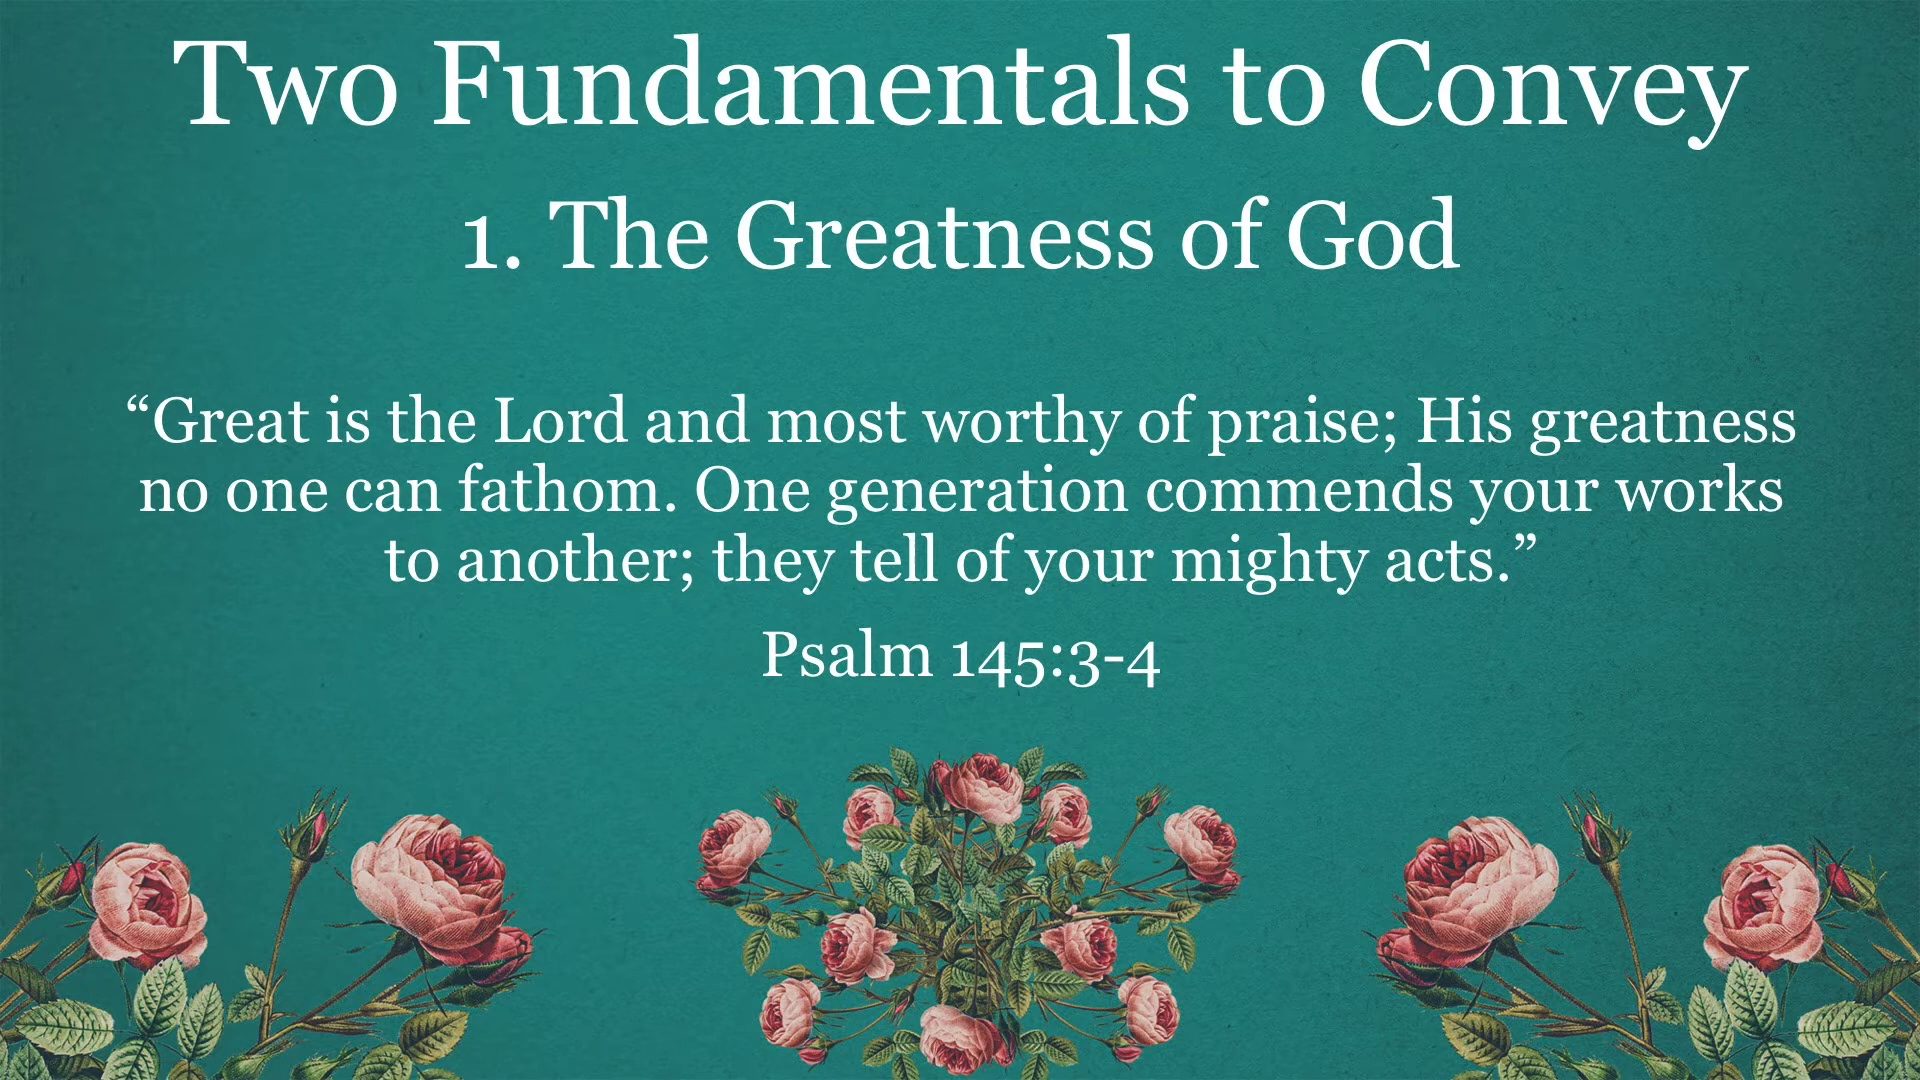 Two Fundamentals to Convey
1. The Greatness of God
“Great is the Lord and most worthy of praise; His greatness
no one can fathom. One generation commends your works
to another; they tell of your mighty acts.”
Psalm 145:3-4